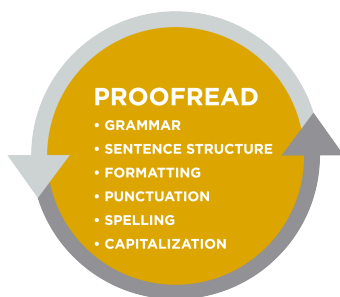 PROOFREAD
• GRAMMAR
• SENTENCE STRUCTURE
• FORMATTING
• PUNCTUATION
• SPELLING
• CAPITALIZATION